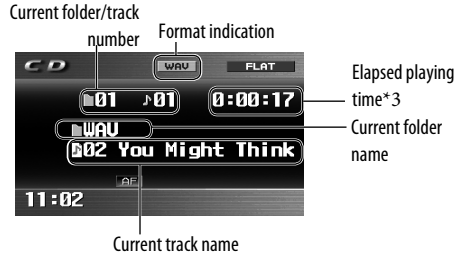 Current folder/track
number
Format indication
CD
WAV
FLAT
01 ♪01 0:00:17
Elapsed playing
time*3
WAV
Current folder
name
02 You Might Think
AF
11:02
Current track name